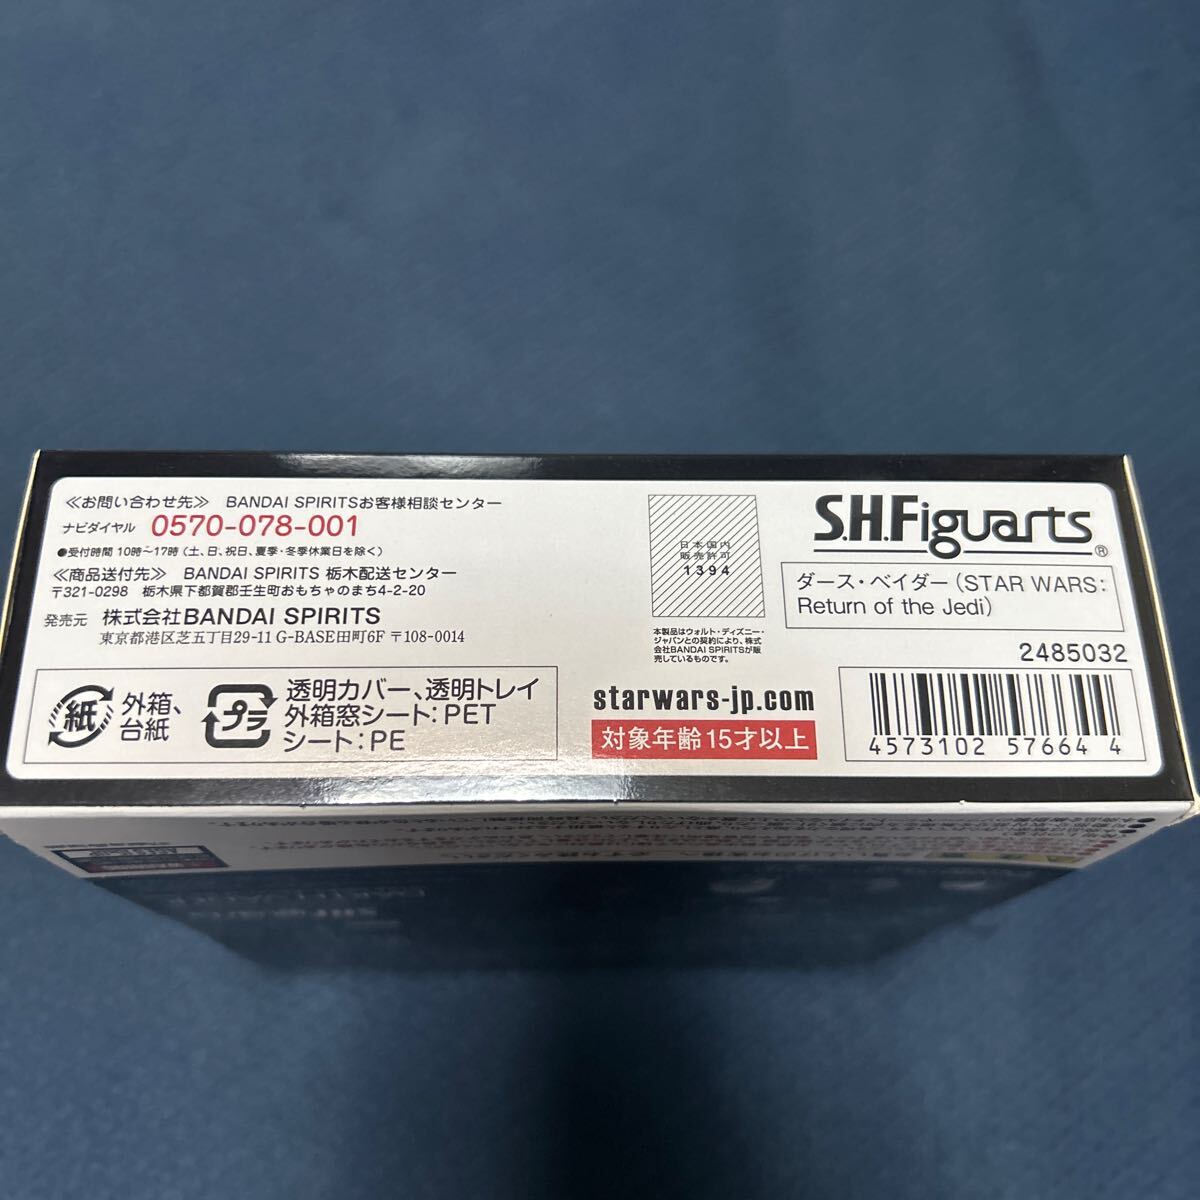 ≪お問い合わせ先≫ BANDAI SPIRITSお客様相談センター
ナビダイヤル 0570-078-001
●受付時間 10時〜17時（土、日、祝日、夏季・冬季休業日を除く）
≪商品送付先≫ BANDAI SPIRITS 栃木配送センター
〒321-0298 栃木県下都賀郡壬生町おもちゃのまち4-2-20
発売元 株式会社BANDAI SPIRITS
東京都港区芝五丁目29-11 G-BASE田町6F 〒108-0014
紙 外箱、
台紙
プラ 透明カバー、透明トレイ
外箱窓シート：PET
シート：PE
日本国内
販売許可
1394
本製品はウォルト・ディズニー・
ジャパンとの契約により、株式
会社BANDAI SPIRITSが販
売しているものです。
starwars-jp.com
対象年齢 15才以上
S.H.Figuarts®
ダース・ベイダー（STAR WARS:
Return of the Jedi）
2485032
4573102 57664 4